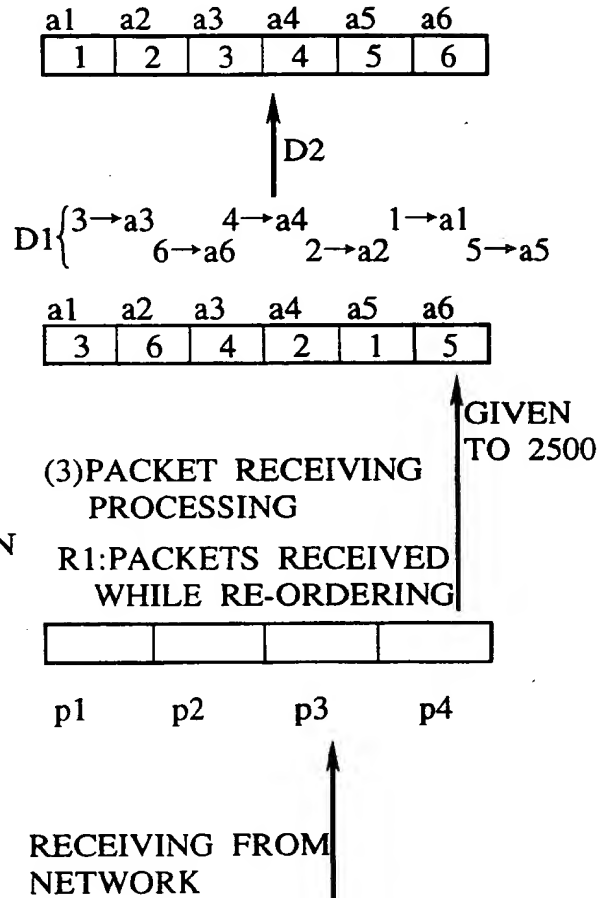 a1 a2 a3 a4 a5 a6
1 2 3 4 5 6
D2
D1{ 3→a3 4→a4 1→a1
6→a6 2→a2 5→a5
a1 a2 a3 a4 a5 a6
3 6 4 2 1 5
GIVEN
TO 2500
(3)PACKET RECEIVING
PROCESSING
N
R1:PACKETS RECEIVED
WHILE RE-ORDERING
p1 p2 p3 p4
RECEIVING FROM
NETWORK